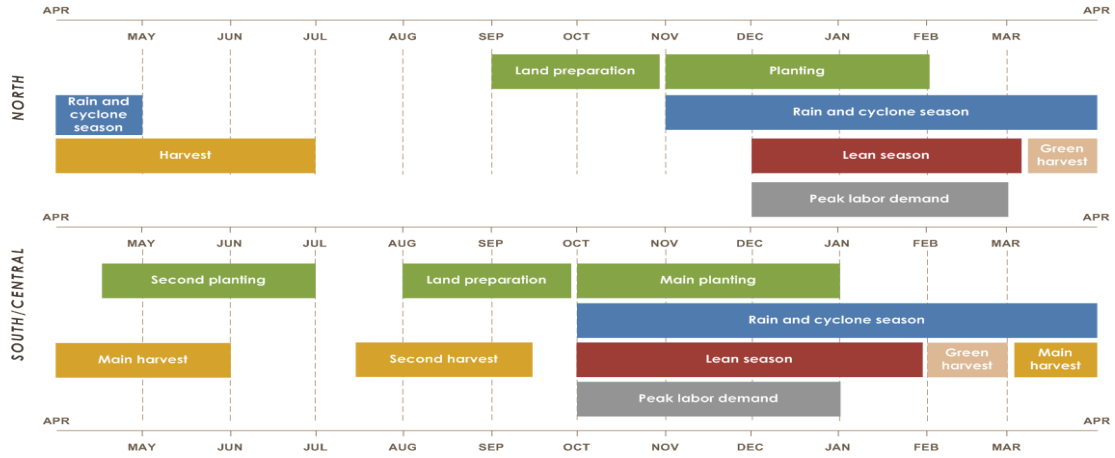 APR APR
MAY JUN JUL AUG SEP OCT NOV DEC JAN FEB MAR
NORTH
Land preparation Planting
Rain and
cyclone
season
Rain and cyclone season
Harvest Lean season Green
harvest
Peak labor demand
APR APR
MAY JUN JUL AUG SEP OCT NOV DEC JAN FEB MAR
SOUTH/CENTRAL
Second planting Land preparation Main planting
Rain and cyclone season
Main harvest Second harvest Lean season Green
harvest
Main
harvest
Peak labor demand
APR APR
MAY JUN JUL AUG SEP OCT NOV DEC JAN FEB MAR